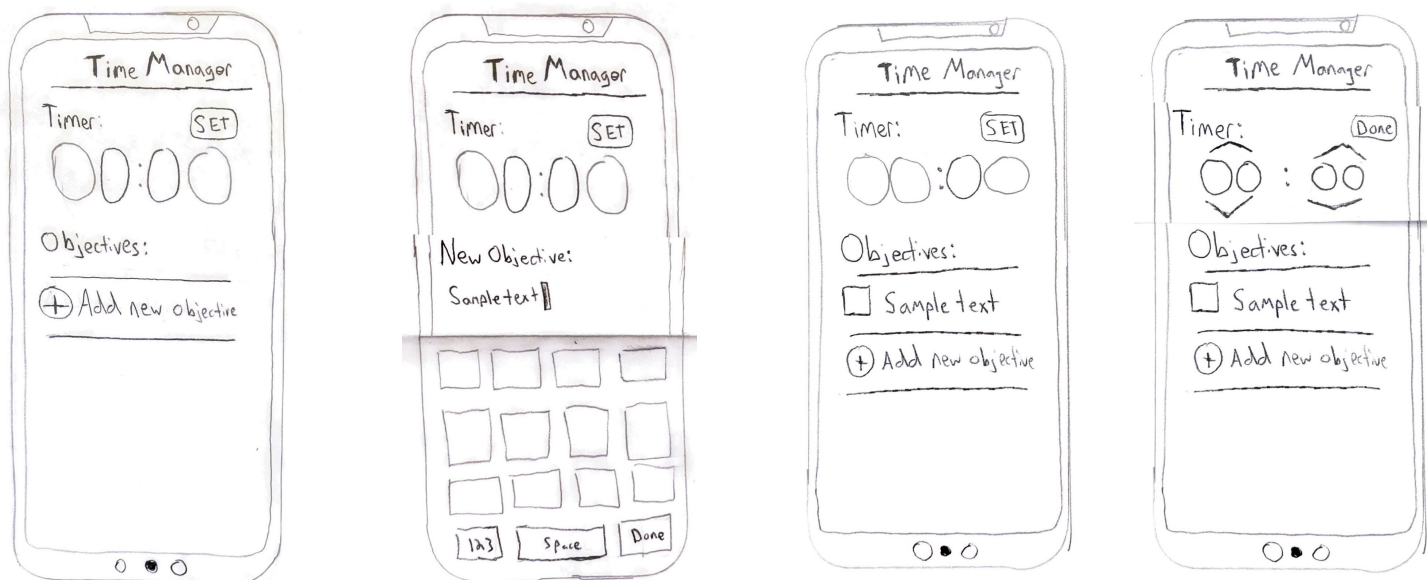 Time Manager
Timer:
SET
00:00
Objectives:
+ Add new objective
Time Manager
Timer:
SET
00:00
New Objective:
Sample text
123
Space
Done
Time Manager
Timer:
SET
00:00
Objectives:
Sample text
+ Add new objective
Time Manager
Timer:
Done
00:00
Objectives:
Sample text
+ Add new objective